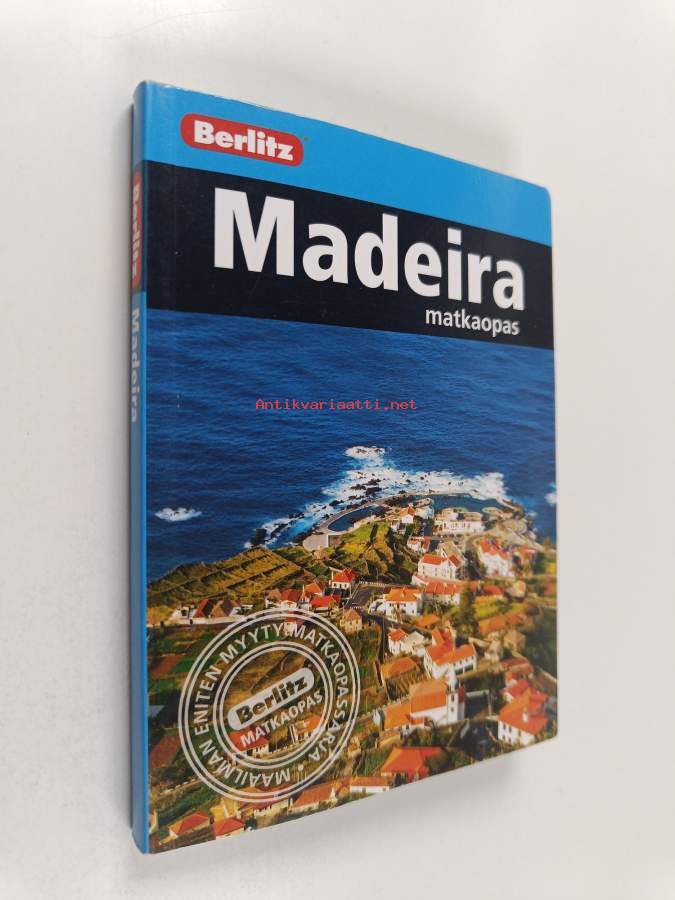 Berlitz
Madeira
matkaopas
Antikvariaatti.net
MAAILMAN ENITEN MYYTY MATKAOPASSARJA •
Berlitz
MATKAOPAS
Berlitz
Madeira